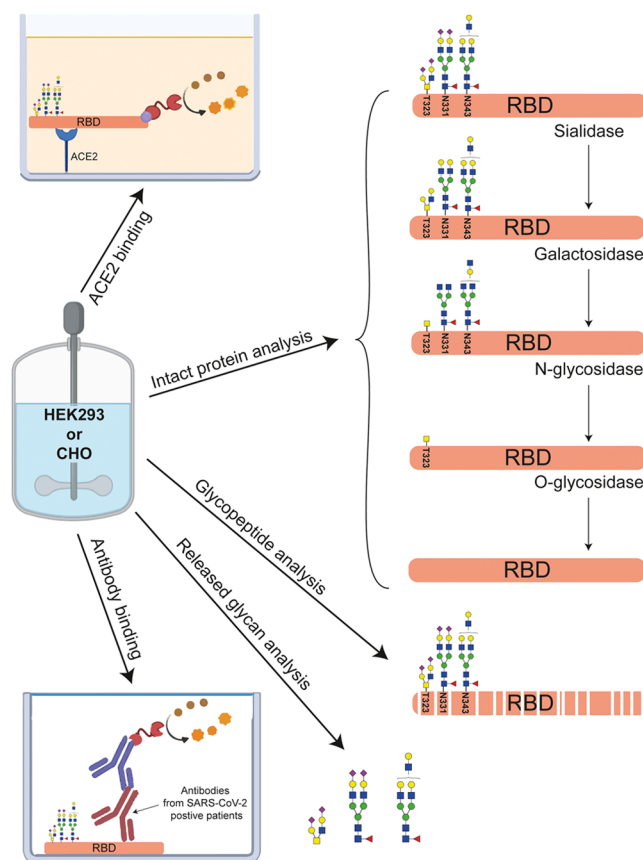 RBD
ACE2
ACE2 binding
HEK293
or
CHO
Intact protein analysis
Glycopeptide analysis
Released glycan analysis
Antibody binding
T323
N331
N343
RBD
Sialidase
T323
N331
N343
RBD
Galactosidase
T323
N331
N343
RBD
N-glycosidase
T323
RBD
O-glycosidase
RBD
T323
N331
N343
RBD
Antibodies
from SARS-CoV-2
postive patients
RBD